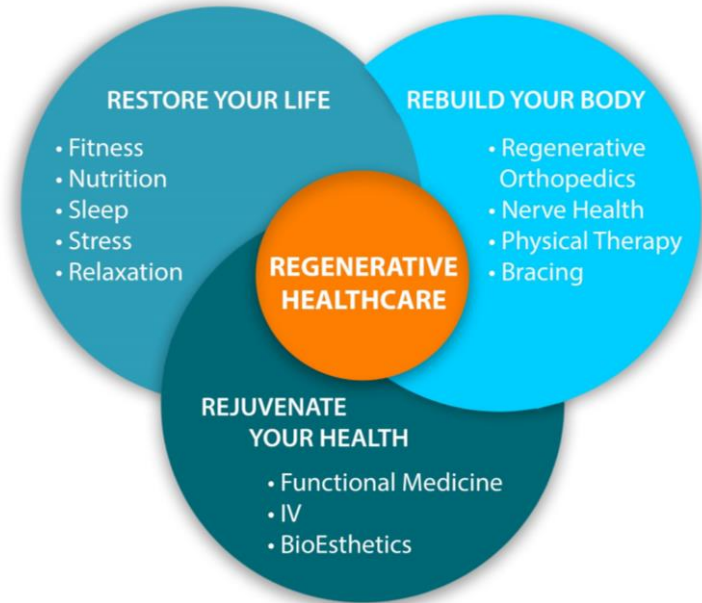 RESTORE YOUR LIFE
• Fitness
• Nutrition
• Sleep
• Stress
• Relaxation
REBUILD YOUR BODY
• Regenerative
Orthopedics
• Nerve Health
• Physical Therapy
• Bracing
REGENERATIVE
HEALTHCARE
REJUVENATE
YOUR HEALTH
• Functional Medicine
• IV
• BioEsthetics